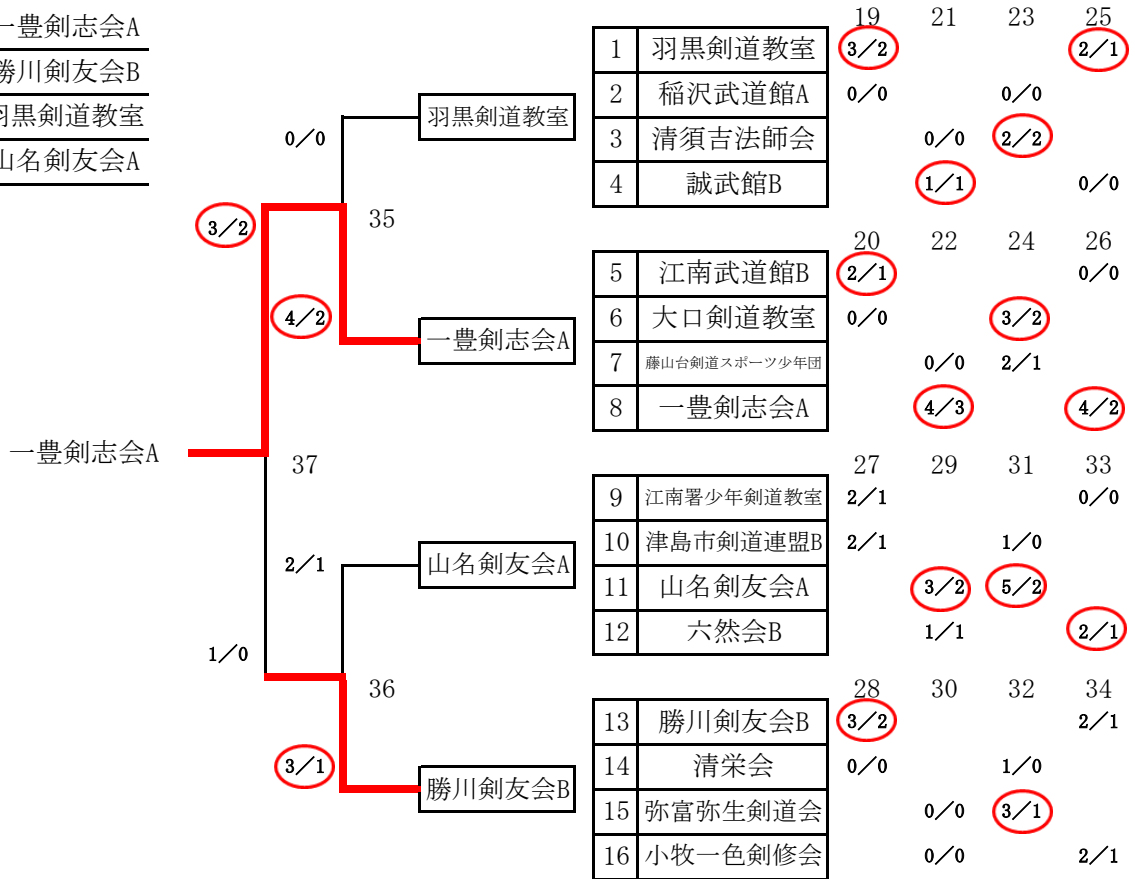 一豊剣志会A
勝川剣友会B
羽黒剣道教室
山名剣友会A
19 21 23 25
1 羽黒剣道教室 3/2 2/1
2 稲沢武道館A 0/0 0/0
3 清須吉法師会 0/0 2/2
4 誠武館B 1/1 0/0
20 22 24 26
5 江南武道館B 2/1 0/0
6 大口剣道教室 0/0 3/2
7 藤山台剣道スポーツ少年団 0/0 2/1
8 一豊剣志会A 4/3 4/2
27 29 31 33
9 江南署少年剣道教室 2/1 0/0
10 津島市剣道連盟B 2/1 1/0
11 山名剣友会A 3/2 5/2
12 六然会B 1/1 2/1
28 30 32 34
13 勝川剣友会B 3/2 2/1
14 清栄会 0/0 1/0
15 弥富弥生剣道会 0/0 3/1
16 小牧一色剣修会 0/0 2/1
羽黒剣道教室
0/0
35
3/2
4/2
一豊剣志会A
一豊剣志会A
37
山名剣友会A
2/1
1/0
36
3/1
勝川剣友会B